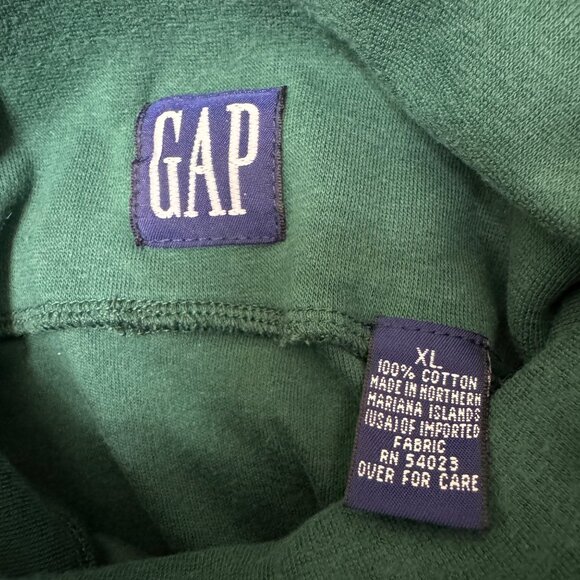 GAP
XL
100% COTTON
MADE IN NORTHERN
MARIANA ISLANDS
(USA) OF IMPORTED
FABRIC
RN 54023
OVER FOR CARE